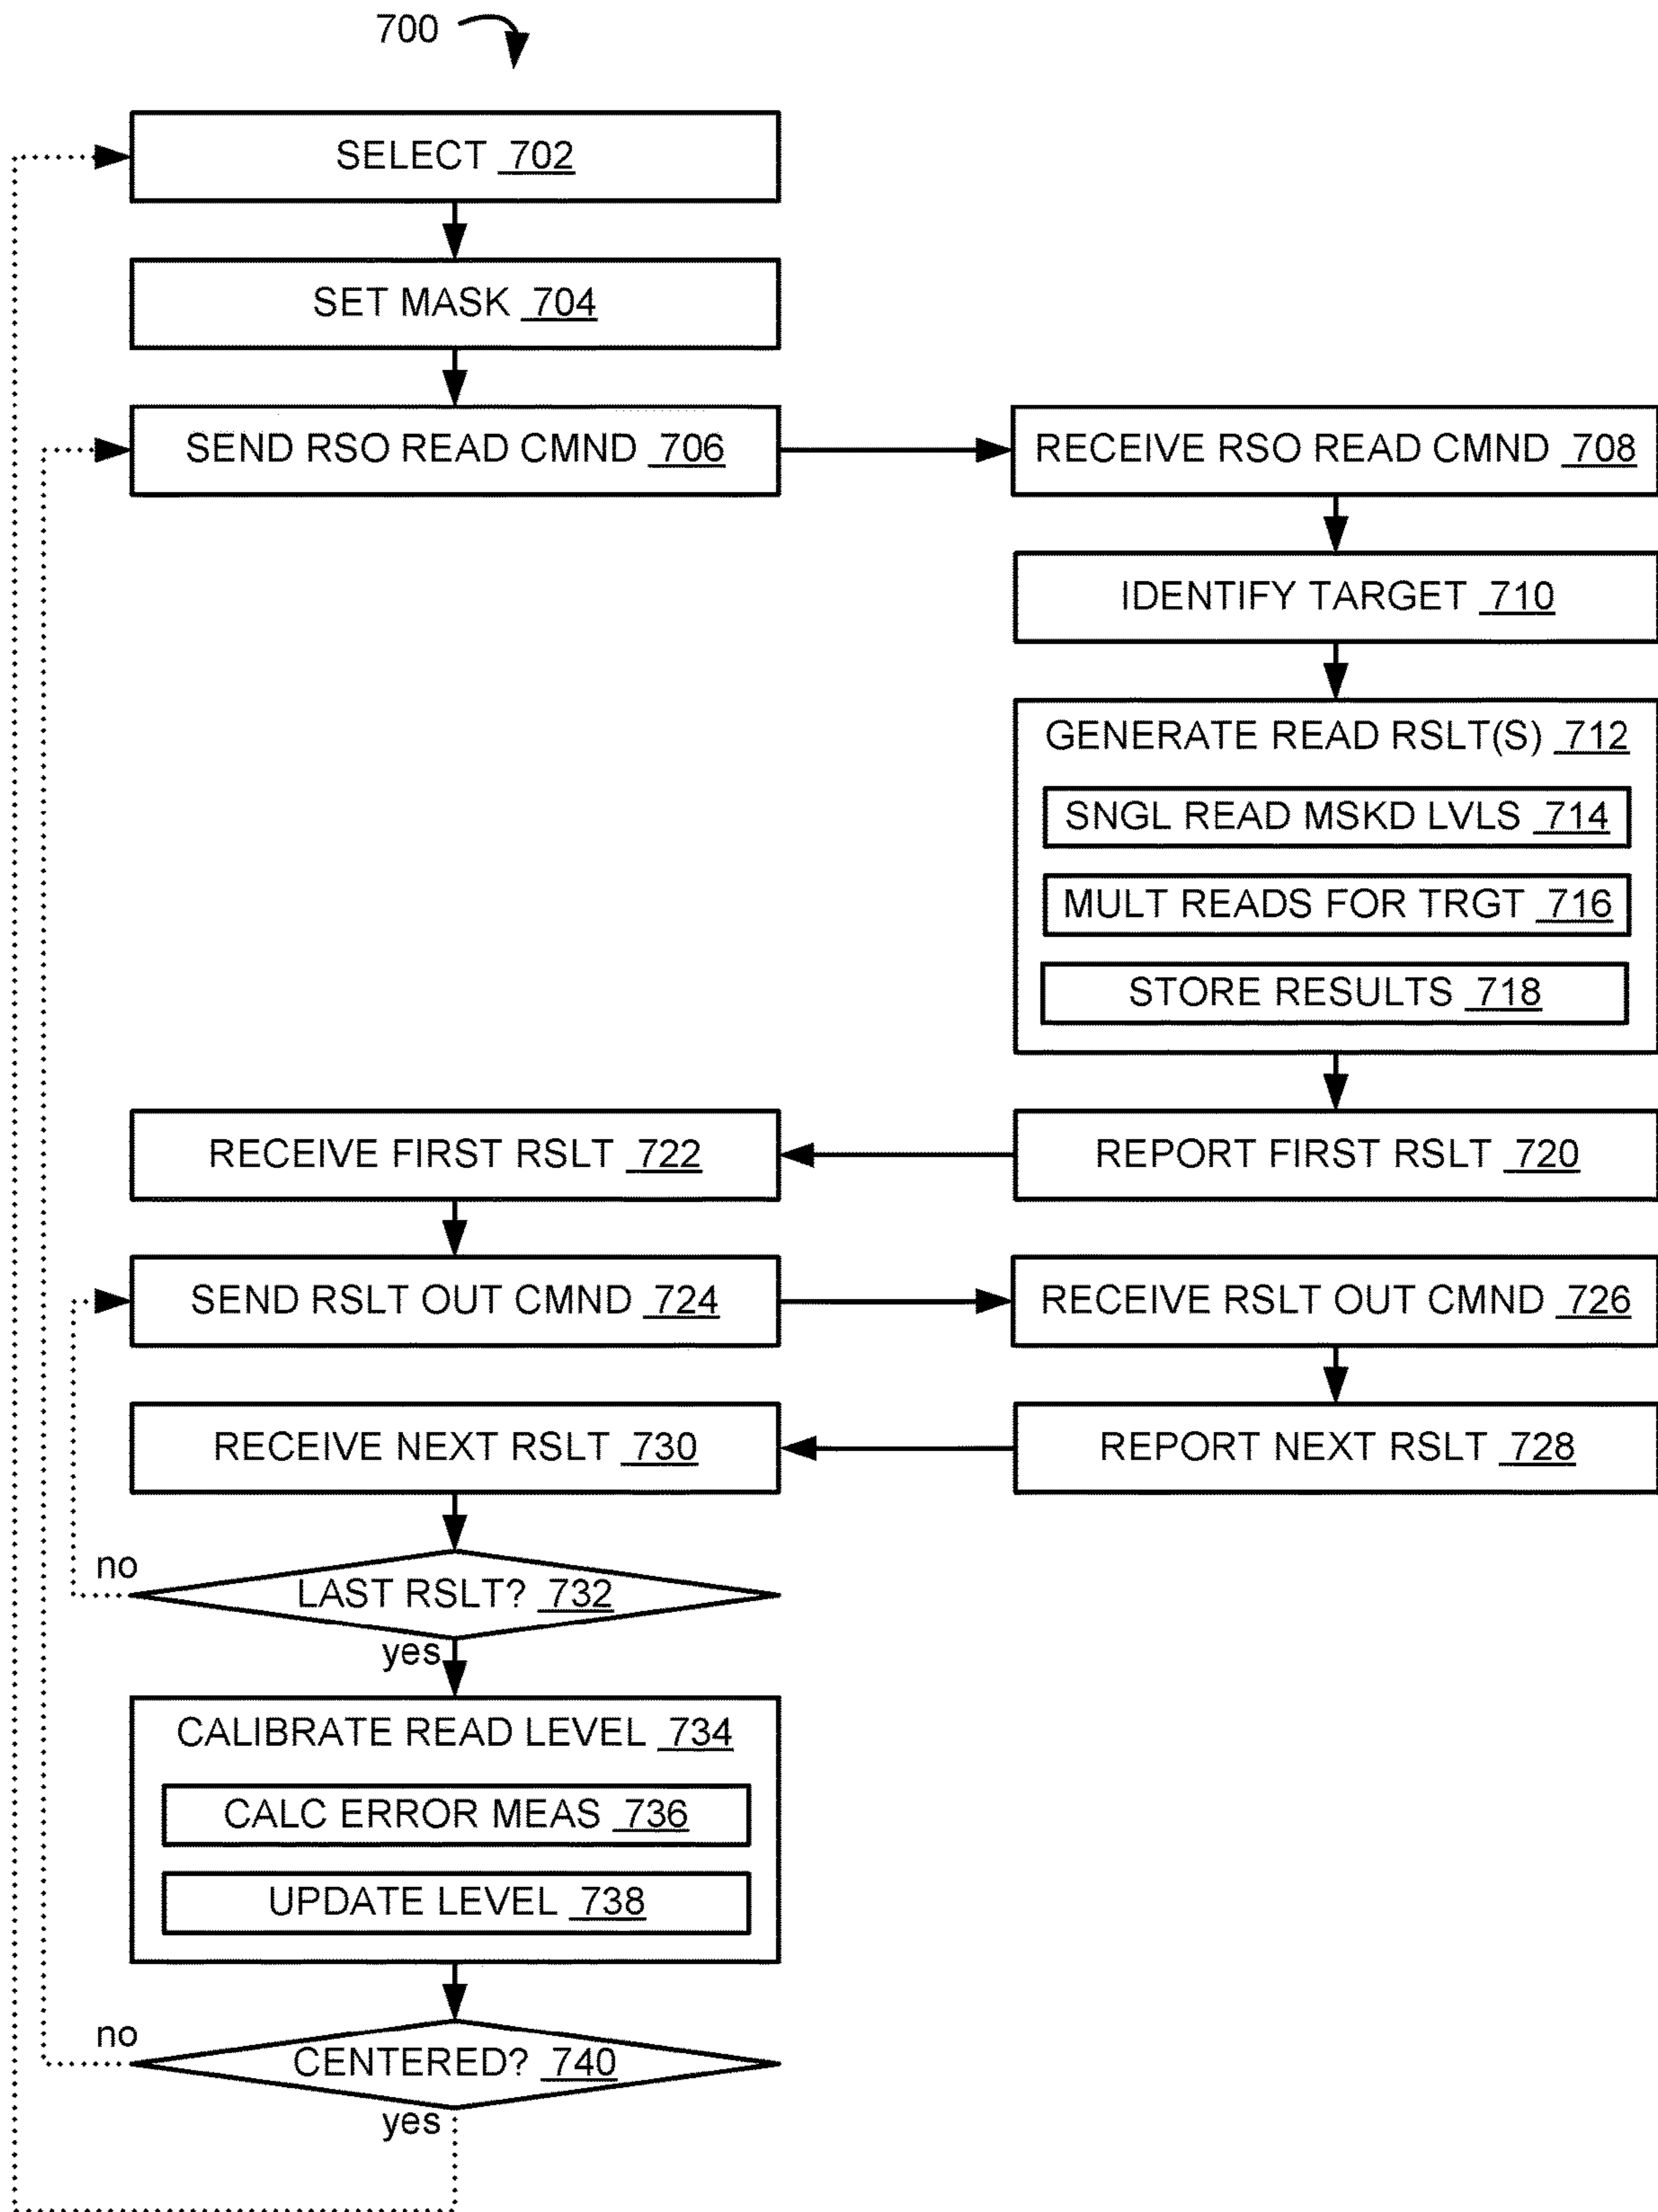 700
SELECT 702
SET MASK 704
SEND RSO READ CMND 706
RECEIVE RSO READ CMND 708
IDENTIFY TARGET 710
GENERATE READ RSLT(S) 712
SNGL READ MSKD LVLS 714
MULT READS FOR TRGT 716
STORE RESULTS 718
RECEIVE FIRST RSLT 722
REPORT FIRST RSLT 720
SEND RSLT OUT CMND 724
RECEIVE RSLT OUT CMND 726
RECEIVE NEXT RSLT 730
REPORT NEXT RSLT 728
no
LAST RSLT? 732
yes
CALIBRATE READ LEVEL 734
CALC ERROR MEAS 736
UPDATE LEVEL 738
no
CENTERED? 740
yes